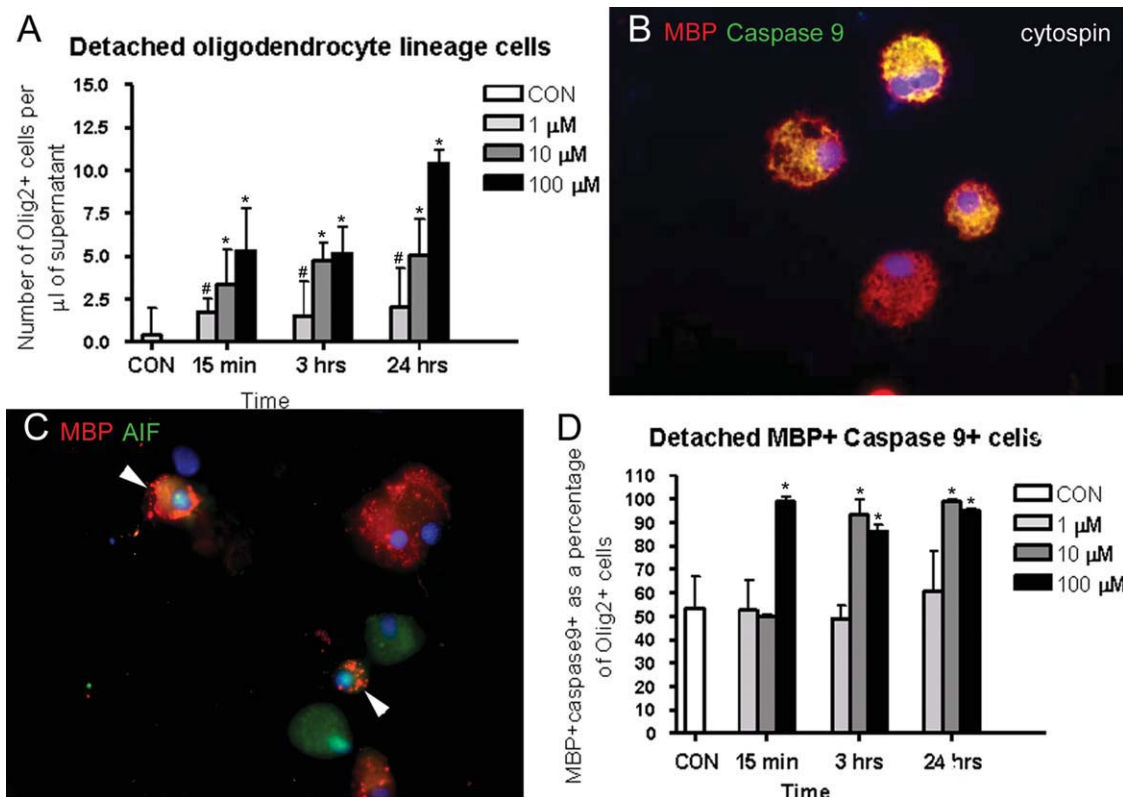 A
Detached oligodendrocyte lineage cells
Number of Olig2+ cells per
µl of supernatant
15.0
12.5
10.0
7.5
5.0
2.5
0.0
CON
1 µM
10 µM
100 µM
#
*
*
#
*
*
#
*
*
CON
15 min
3 hrs
24 hrs
Time
B MBP Caspase 9 cytospin
C MBP AIF
D
Detached MBP+ Caspase 9+ cells
MBP+caspase9+ as a percentage
of Olig2+ cells
110
100
90
80
70
60
50
40
30
20
10
0
CON
1 µM
10 µM
100 µM
*
*
*
*
*
CON
15 min
3 hrs
24 hrs
Time